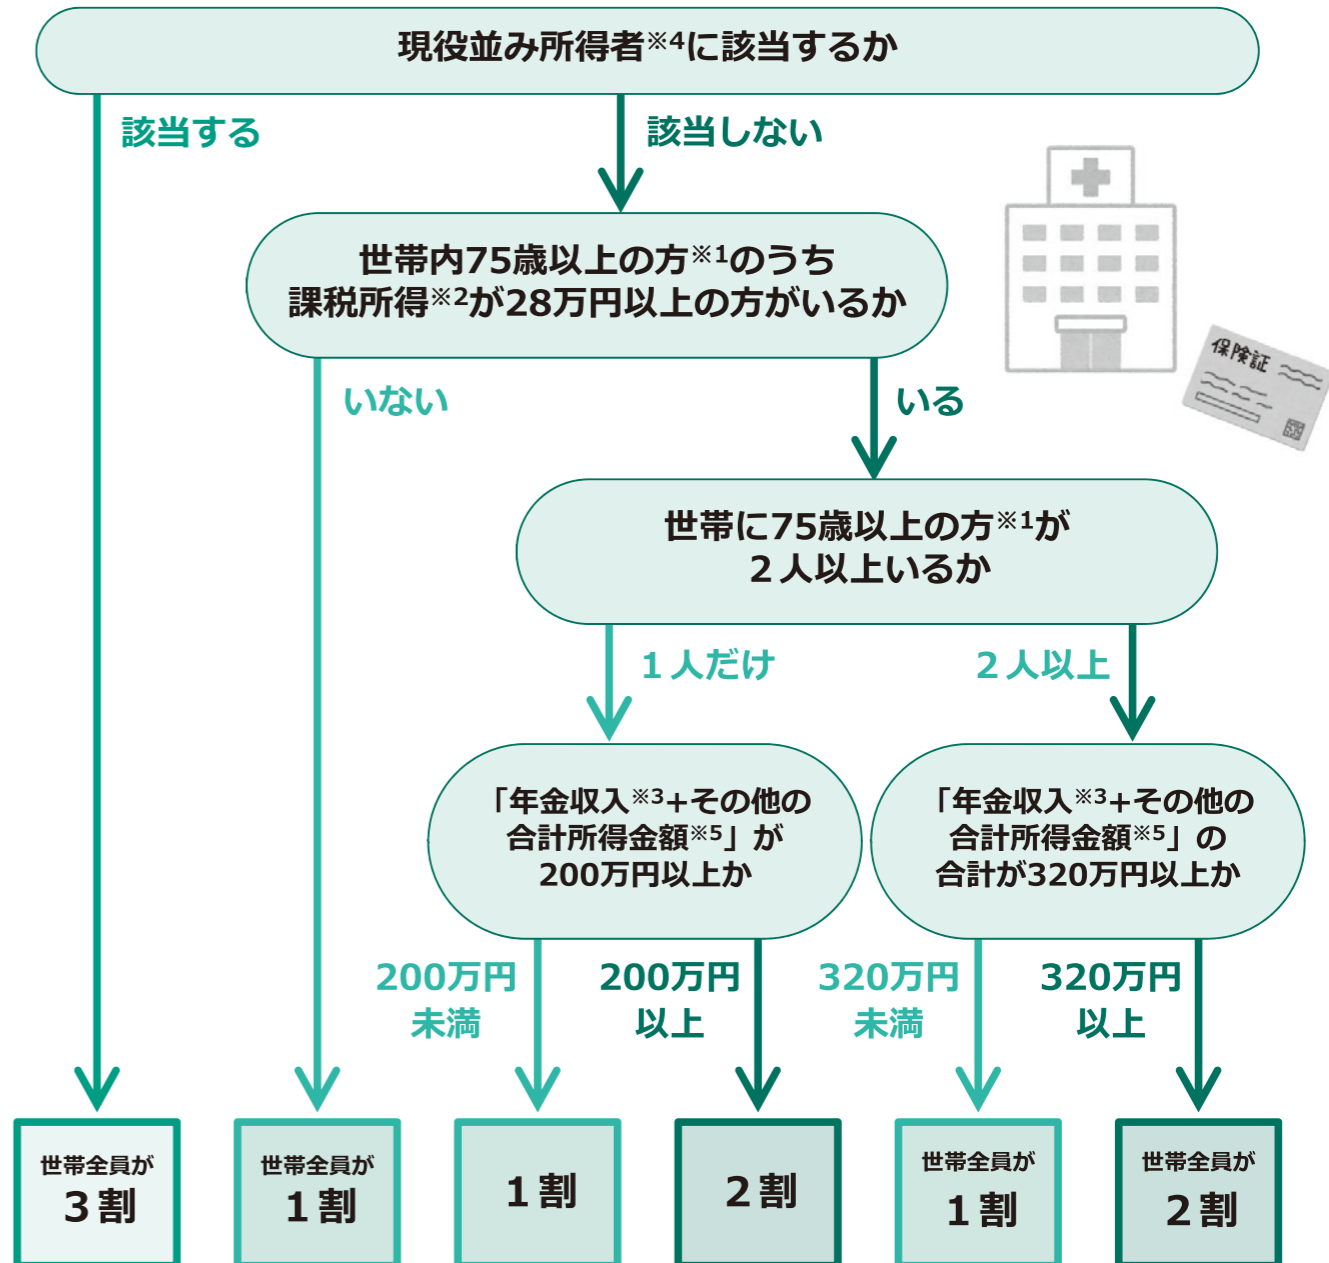 現役並み所得者※4に該当するか
該当する
該当しない
世帯内75歳以上の方※1のうち
課税所得※2が28万円以上の方がいるか
保険証
いない
いる
世帯に75歳以上の方※1が
２人以上いるか
１人だけ
２人以上
「年金収入※3+その他の
合計所得金額※5」が
200万円以上か
「年金収入※3+その他の
合計所得金額※5」の
合計が320万円以上か
200万円
未満
200万円
以上
320万円
未満
320万円
以上
世帯全員が
３割
世帯全員が
１割
１割
２割
世帯全員が
１割
世帯全員が
２割